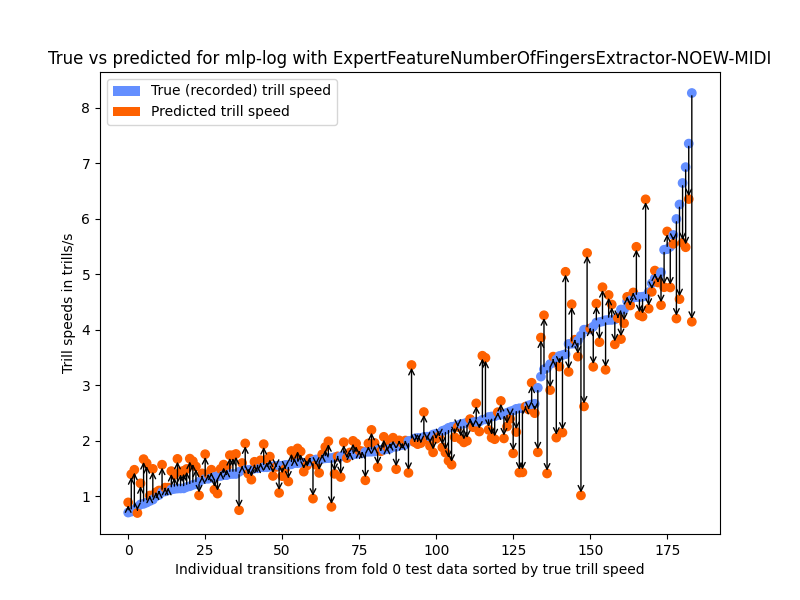 True vs predicted for mlp-log with ExpertFeatureNumberOfFingersExtractor-NOEW-MIDI
True (recorded) trill speed
Predicted trill speed
Trill speeds in trills/s
8
7
6
5
4
3
2
1
0 25 50 75 100 125 150 175
Individual transitions from fold 0 test data sorted by true trill speed